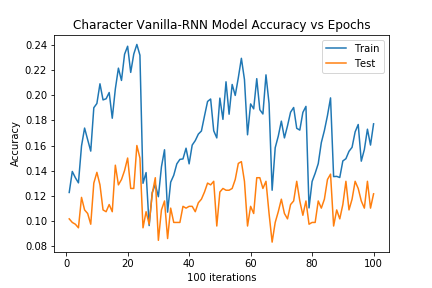 Character Vanilla-RNN Model Accuracy vs Epochs
Train
Test
0.24
0.22
0.20
0.18
0.16
0.14
0.12
0.10
0.08
Accuracy
0 20 40 60 80 100
100 iterations